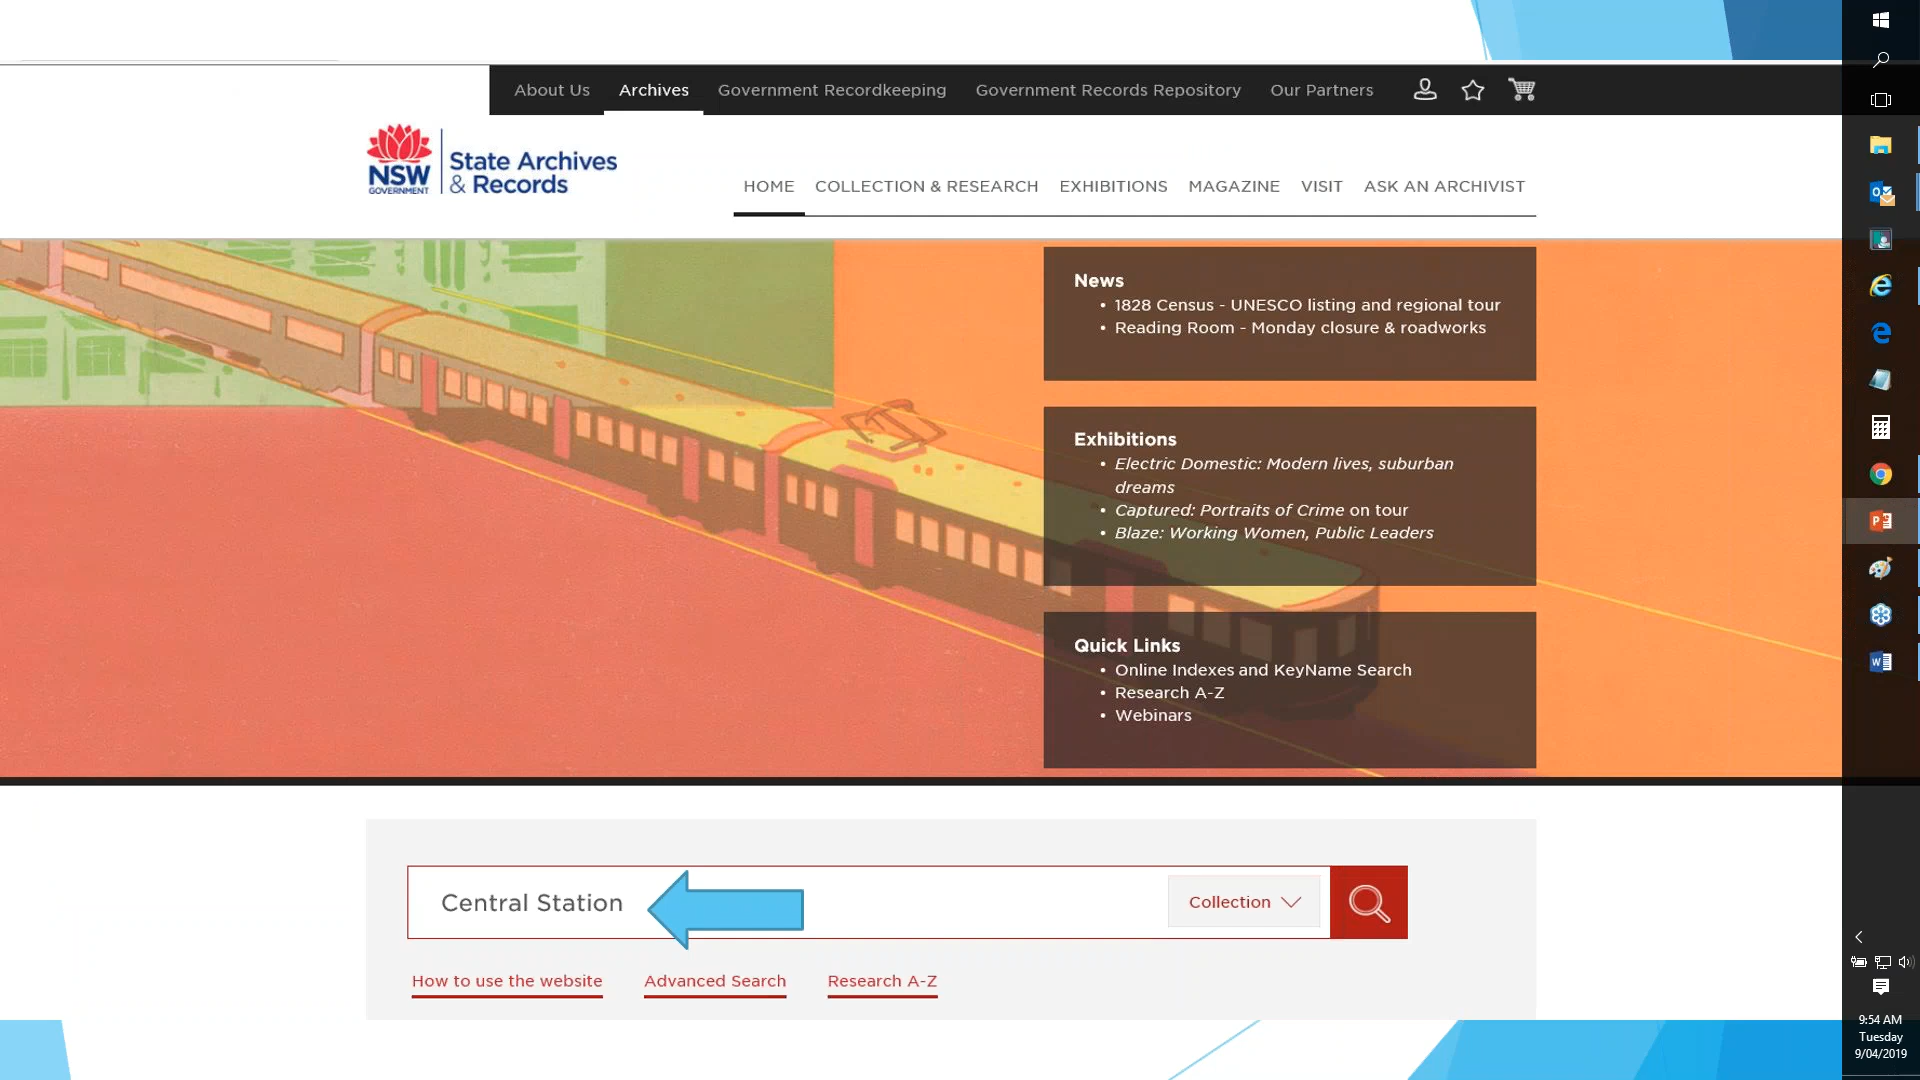 About Us Archives Government Recordkeeping Government Records Repository Our Partners
NSW
GOVERNMENT
State Archives
& Records
HOME COLLECTION & RESEARCH EXHIBITIONS MAGAZINE VISIT ASK AN ARCHIVIST
News
• 1828 Census - UNESCO listing and regional tour
• Reading Room - Monday closure & roadworks
Exhibitions
• Electric Domestic: Modern lives, suburban
dreams
• Captured: Portraits of Crime on tour
• Blaze: Working Women, Public Leaders
Quick Links
• Online Indexes and KeyName Search
• Research A-Z
• Webinars
Central Station
Collection
How to use the website Advanced Search Research A-Z
9:54 AM
Tuesday
9/04/2019